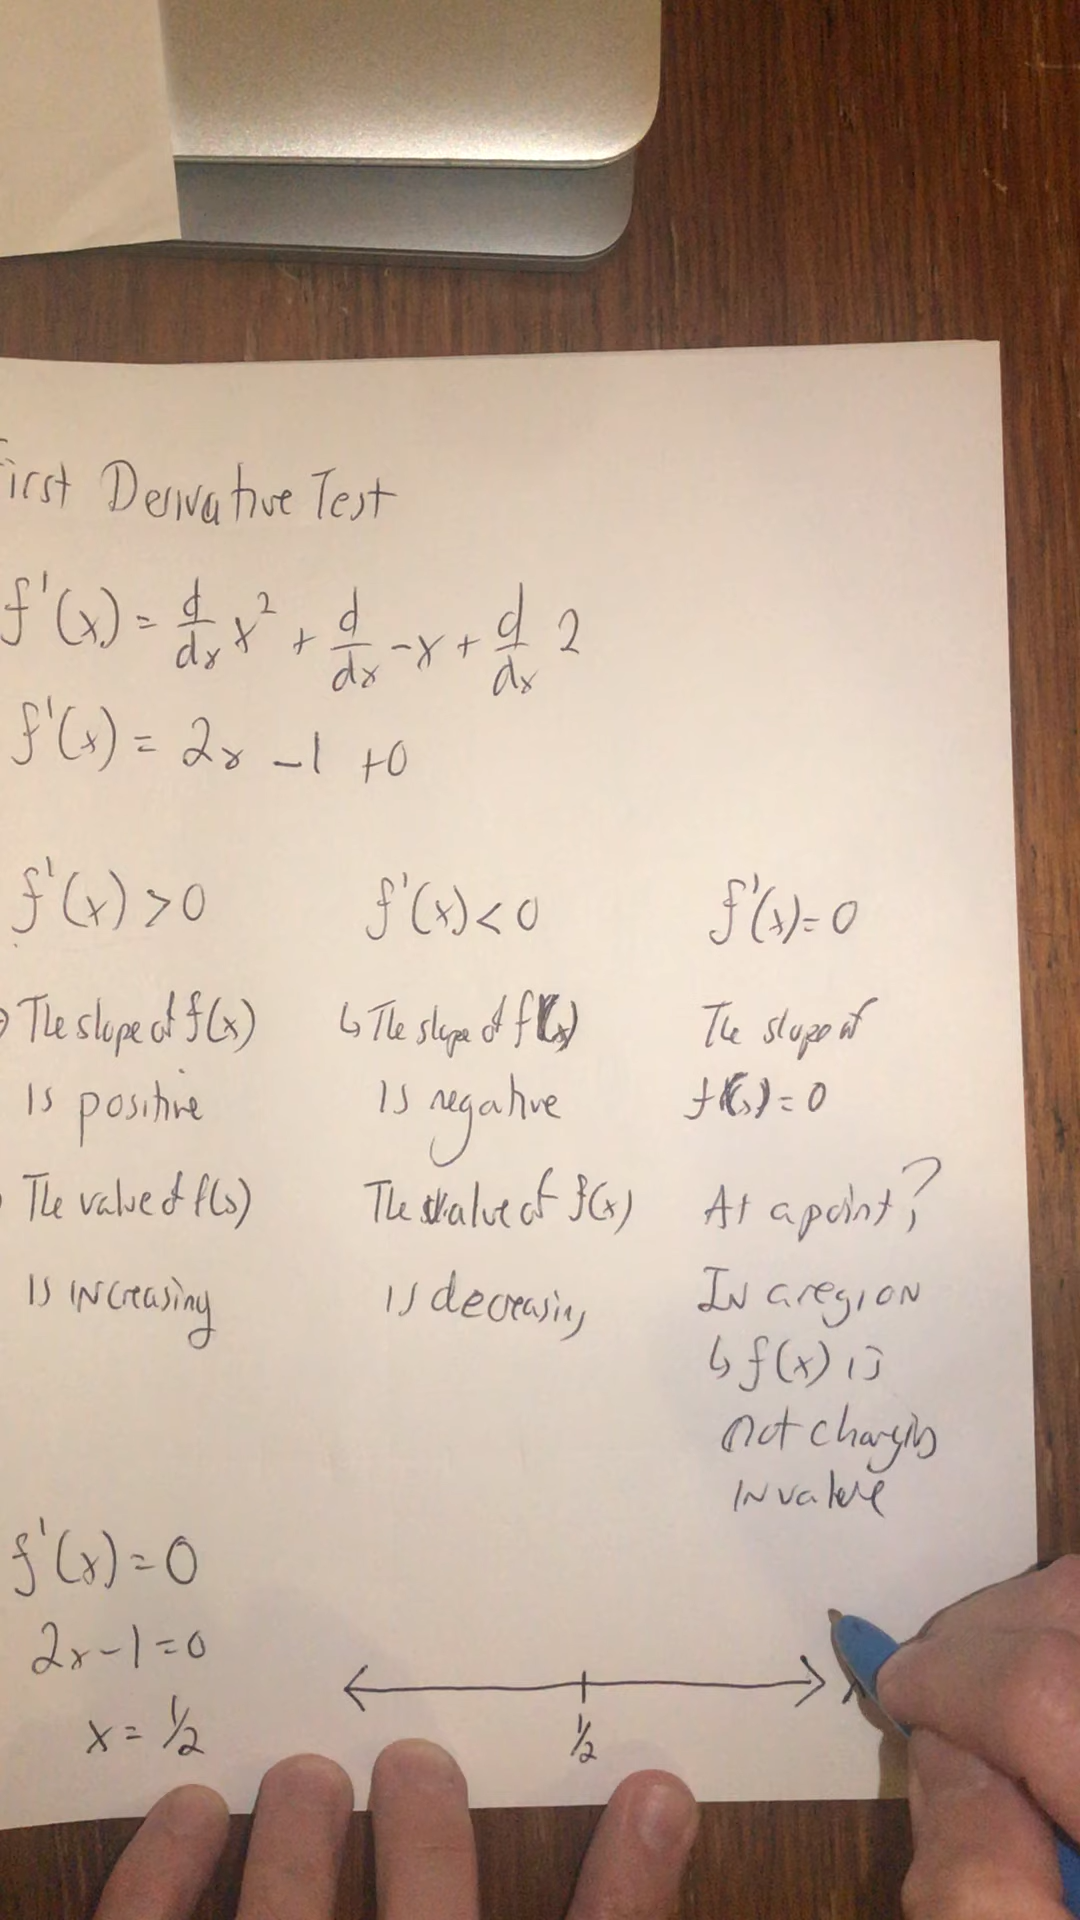 First Derivative Test
f'(x) = d/dx x² + d/dx -x + d/dx 2
f'(x) = 2x -1 +0
f'(x) > 0
↳ The slope of f(x)
is positive
The value of f(x)
is increasing
f'(x) < 0
↳ The slope of f(x)
is negative
The value of f(x)
is decreasing
f'(x) = 0
The slope of
f(x) = 0
At a point?
In a region
↳ f(x) is
not changing
in value
f'(x) = 0
2x-1=0
x = 1/2
1/2